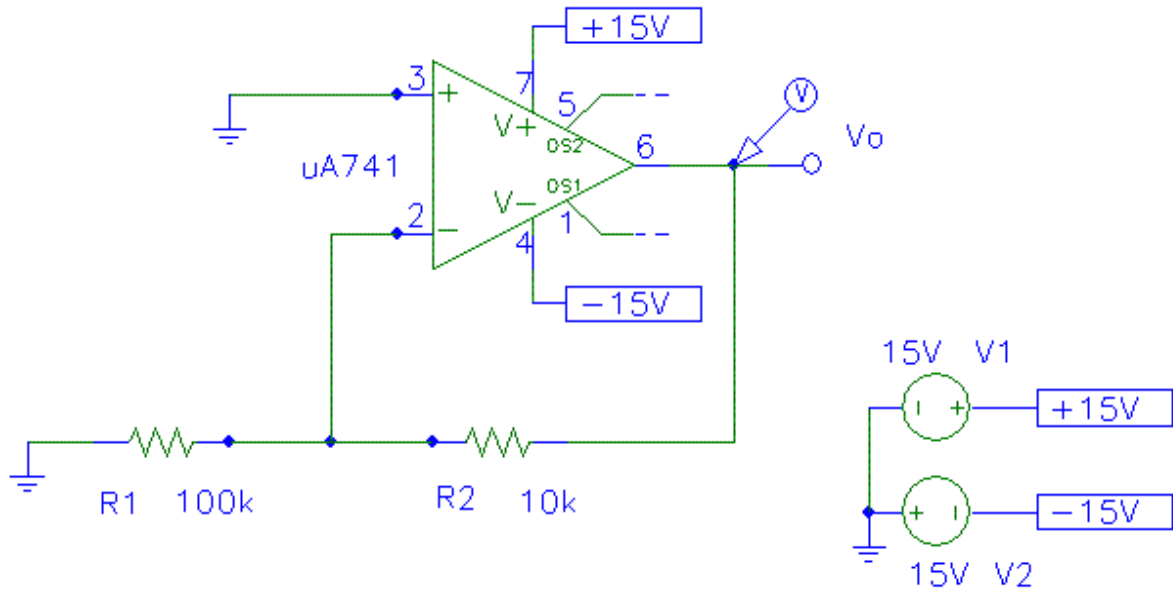 +15V
3
7
5
+
V+
OS2
V
Vo
uA741
6
OS1
V-
2
-
1
4
-15V
15V V1
- +
+15V
R1 100k
R2 10k
+ -
-15V
15V V2